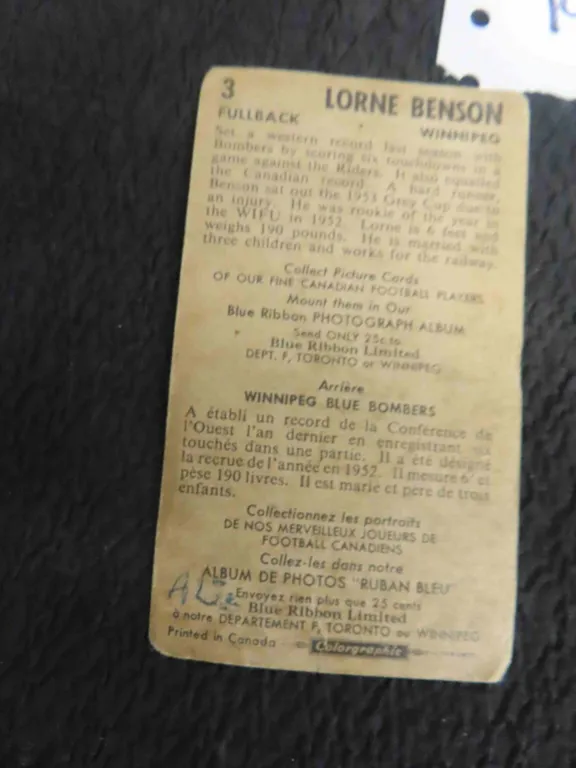 3 LORNE BENSON
FULLBACK WINNIPEG
Set a western record last season with
Bombers by scoring six touchdowns in a
game against the Riders. It also equalled
the Canadian record. A hard runner,
Benson sat out the 1953 Grey Cup due to
an injury. He was rookie of the year in
the WIFU in 1952. Lorne is 6 feet and
weighs 190 pounds. He is married with
three children and works for the railway.
Collect Picture Cards
OF OUR FINE CANADIAN FOOTBALL PLAYERS
Mount them in Our
Blue Ribbon PHOTOGRAPH ALBUM
Send ONLY 25c to
Blue Ribbon Limited
DEPT. F, TORONTO or WINNIPEG
Arrière
WINNIPEG BLUE BOMBERS
A établi un record de la Conférence de
l'Ouest l'an dernier en enregistrant six
touchés dans une partie. Il a été désigné
la recrue de l'année en 1952. Il mesure 6' et
pèse 190 livres. Il est marie et pere de trois
enfants.
Collectionnez les portraits
DE NOS MERVEILLEUX JOUEURS DE
FOOTBALL CANADIENS
Collez-les dans notre
ALBUM DE PHOTOS "RUBAN BLEU"
Envoyez rien plus que 25 cents
Blue Ribbon Limited
à notre DEPARTEMENT F, TORONTO ou WINNIPEG
Printed in Canada Colorgraphic